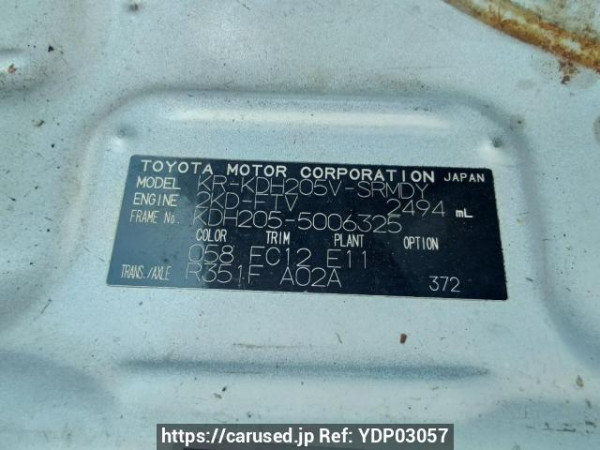 TOYOTA MOTOR CORPORATION JAPAN
MODEL KR-KDH205V-SRMDY
ENGINE 2KD-FTV 2494 mL
FRAME No. KDH205-5006325
COLOR TRIM PLANT OPTION
058 FC12 E11
TRANS./AXLE R351F A02A 372
https://carused.jp Ref: YDP03057